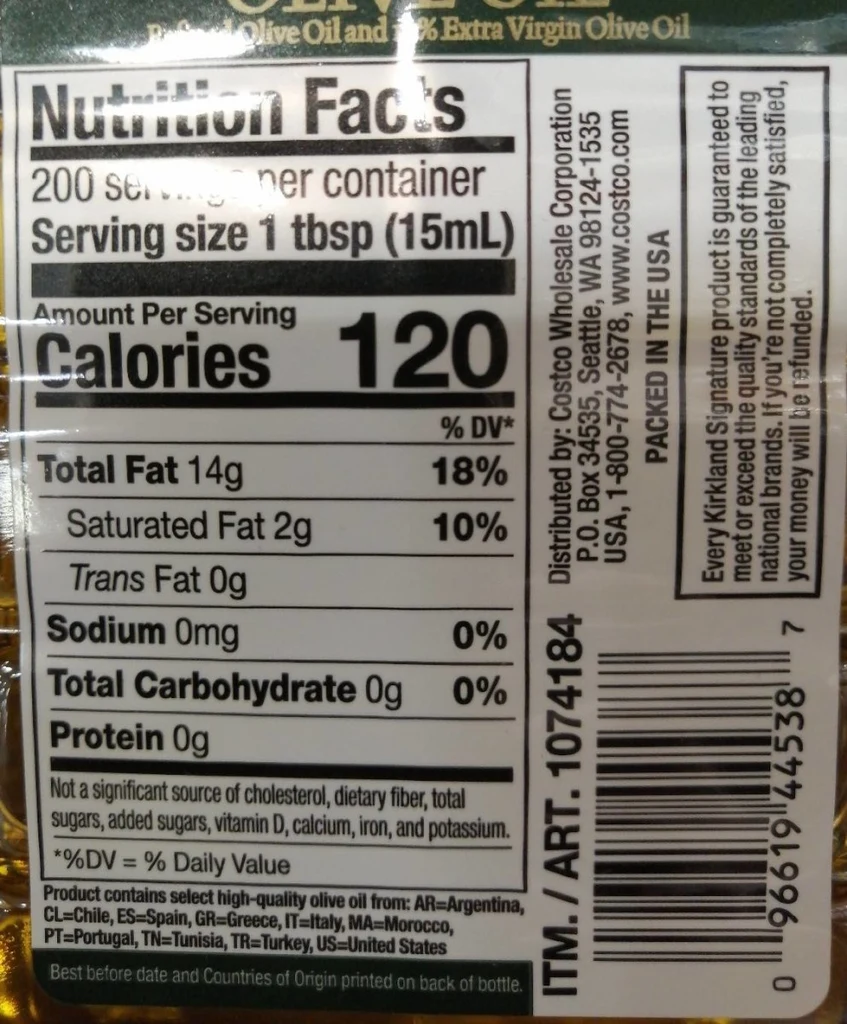 Olive Oil and % Extra Virgin Olive Oil
Nutrition Facts
200 per container
Serving size 1 tbsp (15mL)
Amount Per Serving
Calories 120
% DV*
Total Fat 14g 18%
Saturated Fat 2g 10%
Trans Fat 0g
Sodium 0mg 0%
Total Carbohydrate 0g 0%
Protein 0g
Not a significant source of cholesterol, dietary fiber, total
sugars, added sugars, vitamin D, calcium, iron, and potassium.
*%DV = % Daily Value
Product contains select high-quality olive oil from: AR=Argentina,
CL=Chile, ES=Spain, GR=Greece, IT=Italy, MA=Morocco,
PT=Portugal, TN=Tunisia, TR=Turkey, US=United States
Best before date and Countries of Origin printed on back of bottle.
Distributed by: Costco Wholesale Corporation
P.O. Box 34535, Seattle, WA 98124-1535
USA, 1-800-774-2678, www.costco.com
PACKED IN THE USA
Every Kirkland Signature product is guaranteed to
meet or exceed the quality standards of the leading
national brands. If you're not completely satisfied,
your money will be refunded.
ITM. / ART. 1074184
0 96619 44538 7